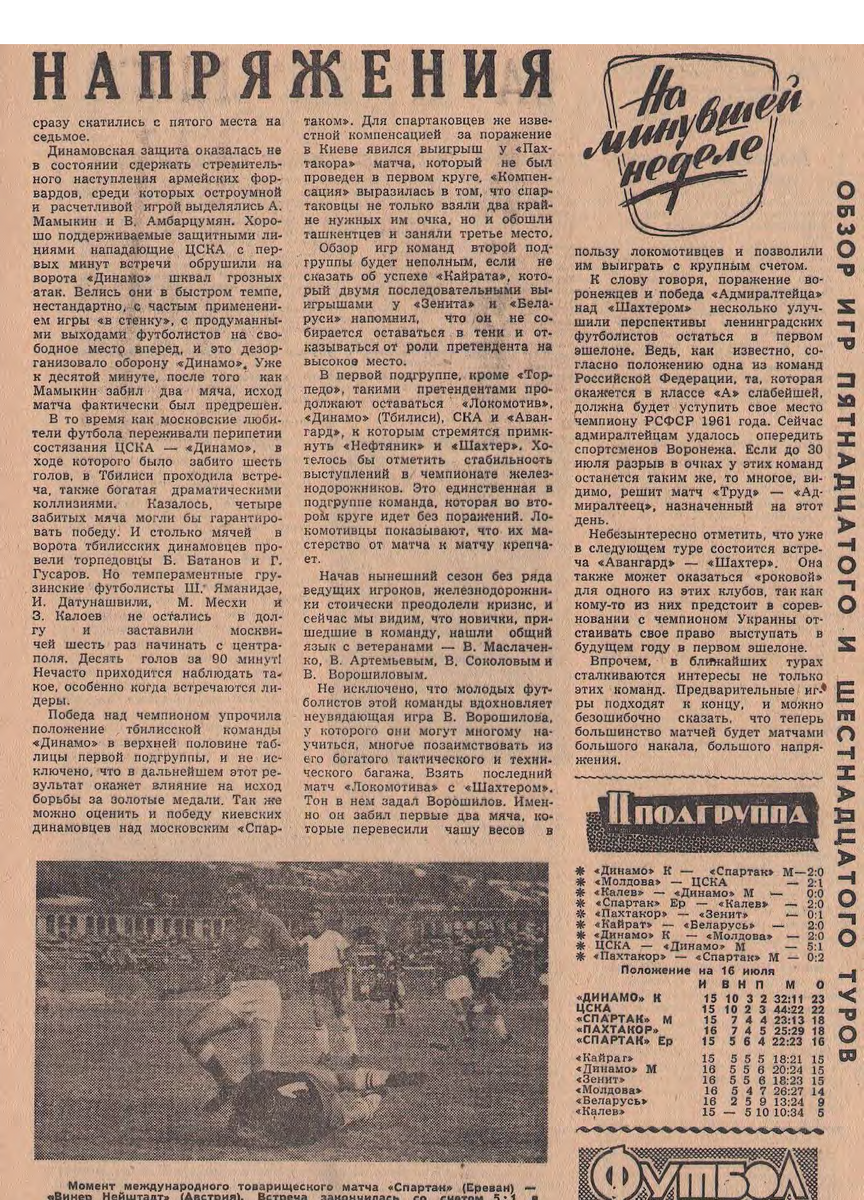 НАПРЯЖЕНИЯ
сразу скатились с пятого места на
седьмое.
Динамовская защита оказалась не
в состоянии сдержать стремитель-
ного наступления армейских фор-
вардов, среди которых остроумной
и расчетливой игрой выделялись А.
Мамыкин и В. Амбарцумян. Хоро-
шо поддерживаемые защитными ли-
ниями нападающие ЦСКА с пер-
вых минут встречи обрушили на
ворота «Динамо» шквал грозных
атак. Велись они в быстром темпе,
нестандартно, с частым применени-
ем игры «в стенку», с продуманны-
ми выходами футболистов на сво-
бодное место вперед, и это дезор-
ганизовало оборону «Динамо». Уже
к десятой минуте, после того как
Мамыкин забил два мяча, исход
матча фактически был предрешен.
В то время как московские люби-
тели футбола переживали перипетии
состязания ЦСКА — «Динамо», в
ходе которого было забито шесть
голов, в Тбилиси проходила встре-
ча, также богатая драматическими
коллизиями. Казалось, четыре
забитых мяча могли бы гарантиро-
вать победу. И столько мячей в
ворота тбилисских динамовцев про-
вели торпедовцы Б. Батанов и Г.
Гусаров. Но темпераментные гру-
зинские футболисты Ш. Яманидзе,
И. Датунашвили, М. Месхи и
З. Калоев не остались в дол-
гу и заставили москви-
чей шесть раз начинать с центра
поля. Десять голов за 90 минут!
Нечасто приходится наблюдать та-
кое, особенно когда встречаются ли-
деры.
Победа над чемпионом упрочила
положение тбилисской команды
«Динамо» в верхней половине таб-
лицы первой подгруппы, и не ис-
ключено, что в дальнейшем этот ре-
зультат окажет влияние на исход
борьбы за золотые медали. Так же
можно оценить и победу киевских
динамовцев над московским «Спар-
таком». Для спартаковцев же изве-
стной компенсацией за поражение
в Киеве явился выигрыш у «Пах-
такора» матча, который не был
проведен в первом круге. «Компен-
сация» выразилась в том, что спар-
таковцы не только взяли два край-
не нужных им очка, но и обошли
ташкентцев и заняли третье место.
Обзор игр команд второй под-
группы будет неполным, если не
сказать об успехе «Кайрата», кото-
рый двумя последовательными вы-
игрышами у «Зенита» и «Бела-
руси» напомнил, что он не со-
бирается оставаться в тени и от-
казываться от роли претендента на
высокое место.
В первой подгруппе, кроме «Тор-
педо», такими претендентами про-
должают оставаться «Локомотив»,
«Динамо» (Тбилиси), СКА и «Аван-
гард», к которым стремятся примк-
нуть «Нефтяник» и «Шахтер». Хо-
телось бы отметить стабильность
выступлений в чемпионате желез-
нодорожников. Это единственная в
подгруппе команда, которая во вто-
ром круге идет без поражений. Ло-
комотивцы показывают, что их ма-
стерство от матча к матчу крепча-
ет.
Начав нынешний сезон без ряда
ведущих игроков, железнодорожни-
ки стоически преодолели кризис, и
сейчас мы видим, что новички, при-
шедшие в команду, нашли общий
язык с ветеранами — В. Маслачен-
ко, В. Артемьевым, В. Соколовым и
В. Ворошиловым.
Не исключено, что молодых фут-
болистов этой команды вдохновляет
неувядающая игра В. Ворошилова,
у которого они могут многому на-
учиться, многое позаимствовать из
его богатого тактического и техни-
ческого багажа. Взять последний
матч «Локомотива» с «Шахтером».
Тон в нем задал Ворошилов. Имен-
но он забил первые два мяча, ко-
торые перевесили чашу весов в
На
минувшей
неделе
пользу локомотивцев и позволили
им выиграть с крупным счетом.
К слову говоря, поражение во-
ронежцев и победа «Адмиралтейца»
над «Шахтером» несколько улуч-
шили перспективы ленинградских
футболистов остаться в первом
эшелоне. Ведь, как известно, со-
гласно положению одна из команд
Российской Федерации, та, которая
окажется в классе «А» слабейшей,
должна будет уступить свое место
чемпиону РСФСР 1961 года. Сейчас
адмиралтейцам удалось опередить
спортсменов Воронежа. Если до 30
июля разрыв в очках у этих команд
останется таким же, то многое, ви-
димо, решит матч «Труд» — «Ад-
миралтеец», назначенный на этот
день.
Небезынтересно отметить, что уже
в следующем туре состоится встре-
ча «Авангард» — «Шахтер». Она
также может оказаться «роковой»
для одного из этих клубов, так как
кому-то из них предстоит в сорев-
новании с чемпионом Украины от-
стаивать свое право выступать в
будущем году в первом эшелоне.
Впрочем, в ближайших турах
сталкиваются интересы не только
этих команд. Предварительные иг-
ры подходят к концу, и можно
безошибочно сказать, что теперь
большинство матчей будет матчами
большого накала, большого напря-
жения.
II ПОДГРУППА
* «Динамо» К — «Спартак» М—2:0
* «Молдова» — ЦСКА — 2:1
* «Калев» — «Динамо» М — 0:0
* «Спартак» Ер — «Калев» — 2:0
* «Пахтакор» — «Зенит» — 0:1
* «Кайрат» — «Беларусь» — 2:0
* «Динамо» К — «Молдова» — 2:0
* ЦСКА — «Динамо» М — 5:1
* «Пахтакор» — «Спартак» М — 0:2
Положение на 16 июля
И В Н П М О
«ДИНАМО» К 15 10 3 2 32:11 23
ЦСКА 15 10 2 3 44:22 22
«СПАРТАК» М 15 7 4 4 23:13 18
«ПАХТАКОР» 16 7 4 5 25:29 18
«СПАРТАК» Ер 15 5 6 4 22:23 16
«Кайрат» 15 5 5 5 18:21 15
«Динамо» М 16 5 5 6 20:24 15
«Зенит» 16 5 5 6 18:23 15
«Молдова» 16 5 4 7 26:27 14
«Веларусь» 16 2 5 9 13:24 9
«Калев» 15 — 5 10 10:34 5
ОБЗОР ИГР ПЯТНАДЦАТОГО И ШЕСТНАДЦАТОГО ТУРОВ
Момент международного товарищеского матча «Спартак» (Ереван) —
«Винер Нейштадт» (Австрия). Встреча закончилась со счетом 5:1 в
ФУТБОЛ